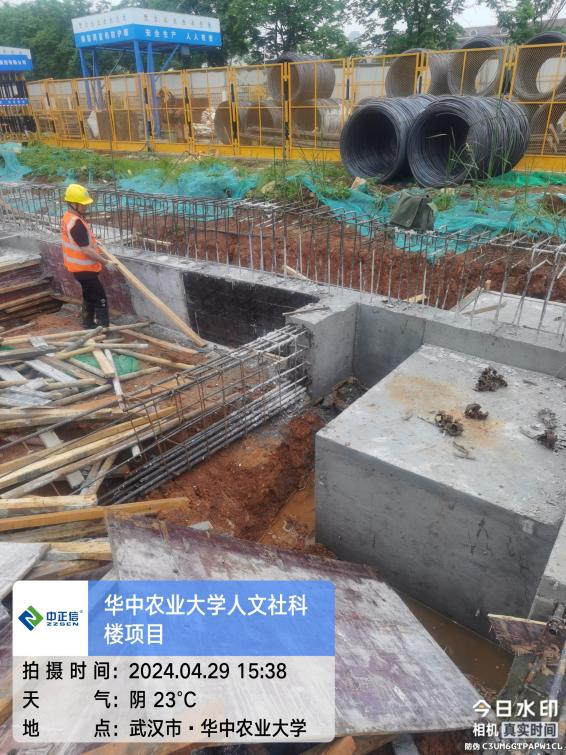 安全生产 人人有责
中正信
ZZGEN
华中农业大学人文社科
楼项目
拍摄时间：2024.04.29 15:38
天气：阴 23℃
地点：武汉市·华中农业大学
今日水印
相机 真实时间
防伪 C3UM6GTPAPW1CL